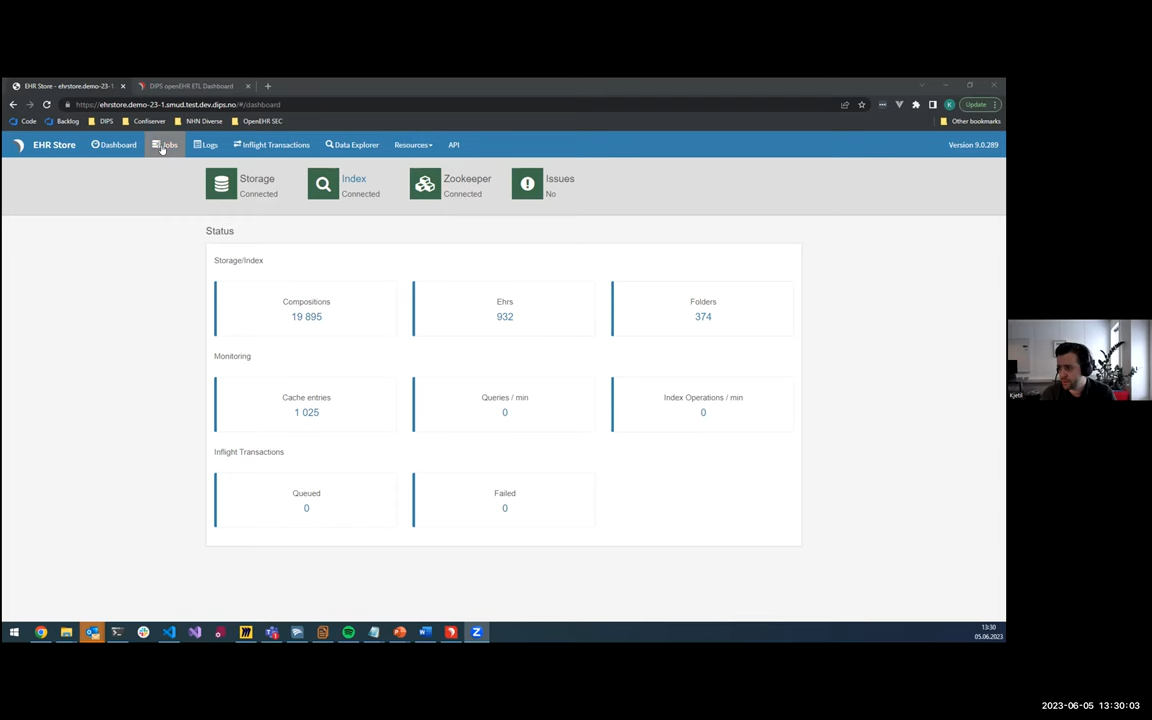 EHR Store - ehrstore.demo-23-1
DIPS openEHR ETL Dashboard
https://ehrstore.demo-23-1.smud.test.dev.dips.no/#/dashboard
Update
Code Backlog DIPS Confiserver NHN Diverse OpenEHR SEC Other bookmarks
EHR Store Dashboard Jobs Logs Inflight Transactions Data Explorer Resources API Version 9.0.289
Storage Index Zookeeper Issues
Connected Connected Connected No
Status
Storage/Index
Compositions Ehrs Folders
19 895 932 374
Monitoring
Cache entries Queries / min Index Operations / min
1 025 0 0
Inflight Transactions
Queued Failed
0 0
Kjetil
13:30
05.06.2023
2023-06-05 13:30:03